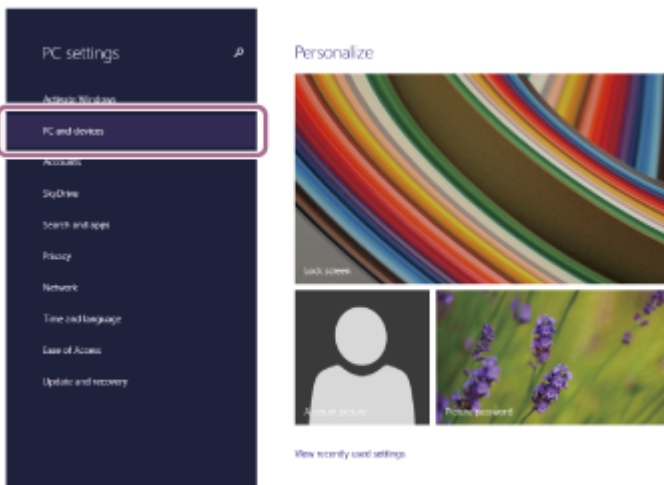 PC settings
Activate Windows
PC and devices
Accounts
SkyDrive
Search and apps
Privacy
Network
Time and language
Ease of Access
Update and recovery
Personalize
Lock screen
Account picture
Picture password
View recently used settings